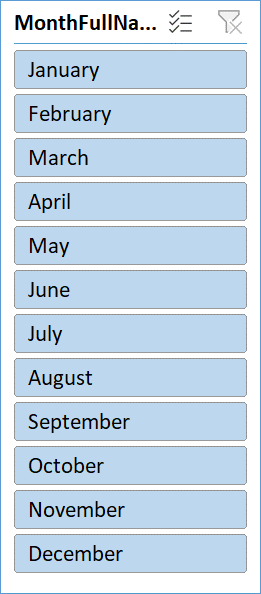 MonthFullNa...
January
February
March
April
May
June
July
August
September
October
November
December